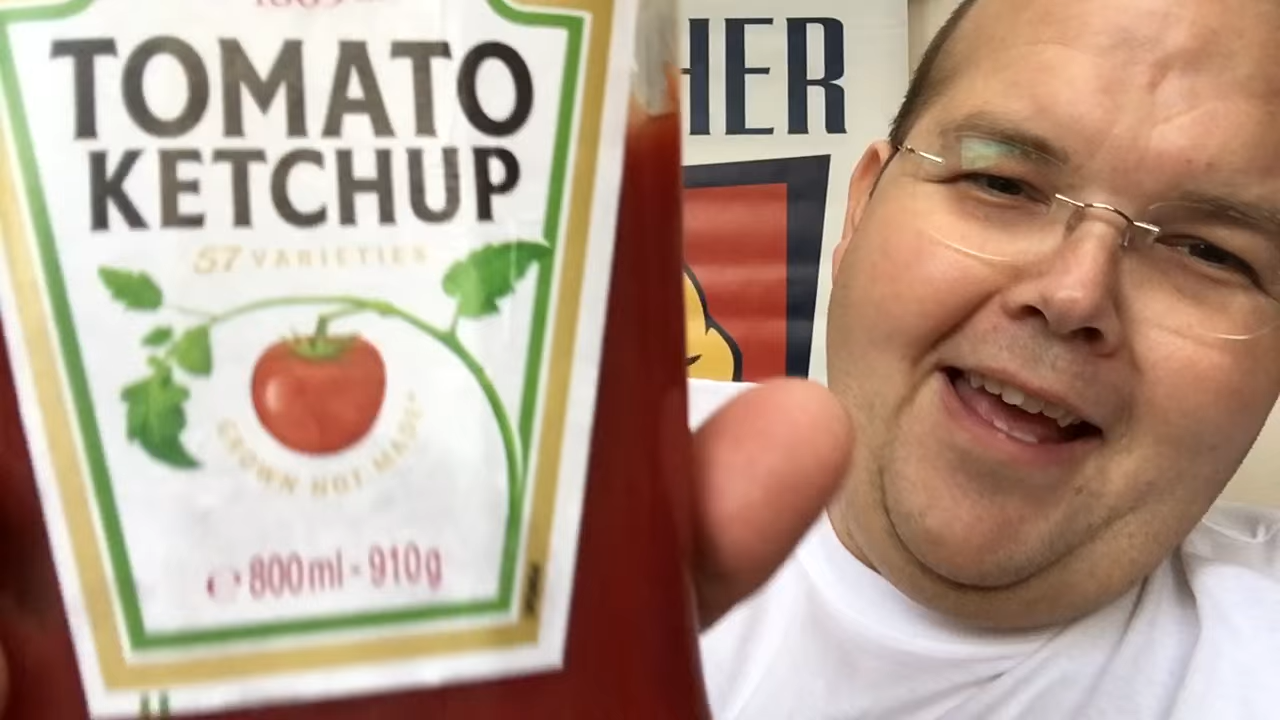 TOMATO
KETCHUP
57 VARIETIES
GROWN NOT MADE
℮ 800ml - 910g
HER